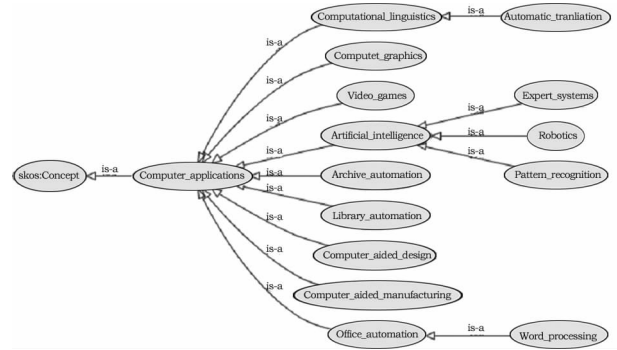 Computational_linguistics
is-a
Automatic_tranliation
is-a
Computet_graphics
is-a
Video_games
is-a
Expert_systems
is-a
Artificial_intelligence
is-a
Robotics
is-a
is-a
Pattem_recognition
skos:Concept
is-a
Computer_applications
is-a
Archive_automation
is-a
Library_automation
is-a
Computer_aided_design
is-a
Computer_aided_manufacturing
is-a
Office_automation
is-a
Word_processing